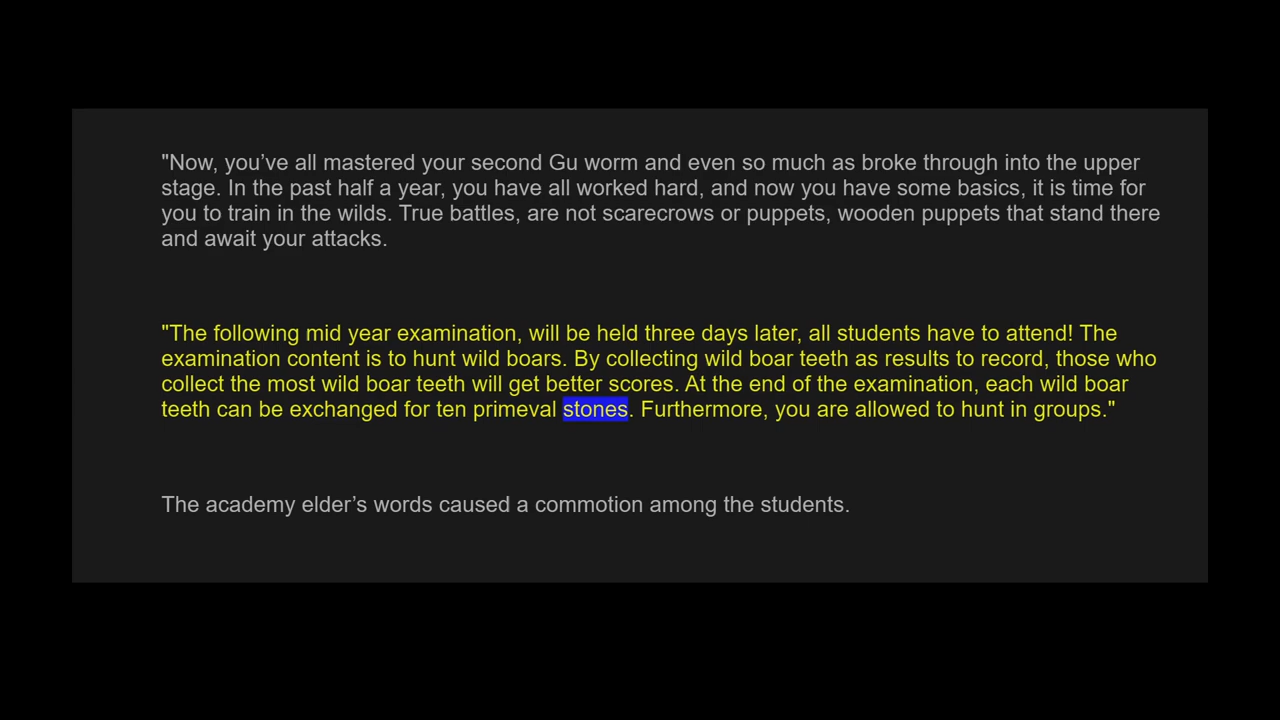 "Now, you’ve all mastered your second Gu worm and even so much as broke through into the upper
stage. In the past half a year, you have all worked hard, and now you have some basics, it is time for
you to train in the wilds. True battles, are not scarecrows or puppets, wooden puppets that stand there
and await your attacks.
"The following mid year examination, will be held three days later, all students have to attend! The
examination content is to hunt wild boars. By collecting wild boar teeth as results to record, those who
collect the most wild boar teeth will get better scores. At the end of the examination, each wild boar
teeth can be exchanged for ten primeval stones. Furthermore, you are allowed to hunt in groups."
The academy elder’s words caused a commotion among the students.